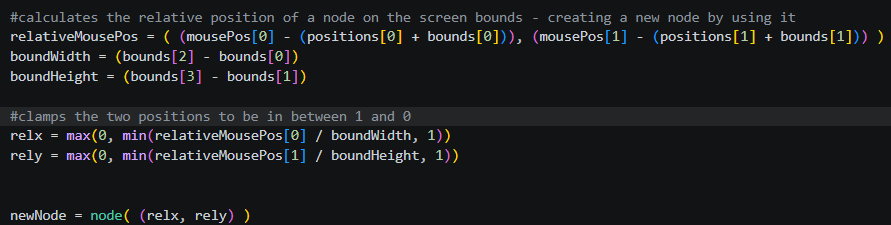 #calculates the relative position of a node on the screen bounds - creating a new node by using it
relativeMousePos = ( (mousePos[0] - (positions[0] + bounds[0])), (mousePos[1] - (positions[1] + bounds[1])) )
boundWidth = (bounds[2] - bounds[0])
boundHeight = (bounds[3] - bounds[1])
#clamps the two positions to be in between 1 and 0
relx = max(0, min(relativeMousePos[0] / boundWidth, 1))
rely = max(0, min(relativeMousePos[1] / boundHeight, 1))
newNode = node( (relx, rely) )